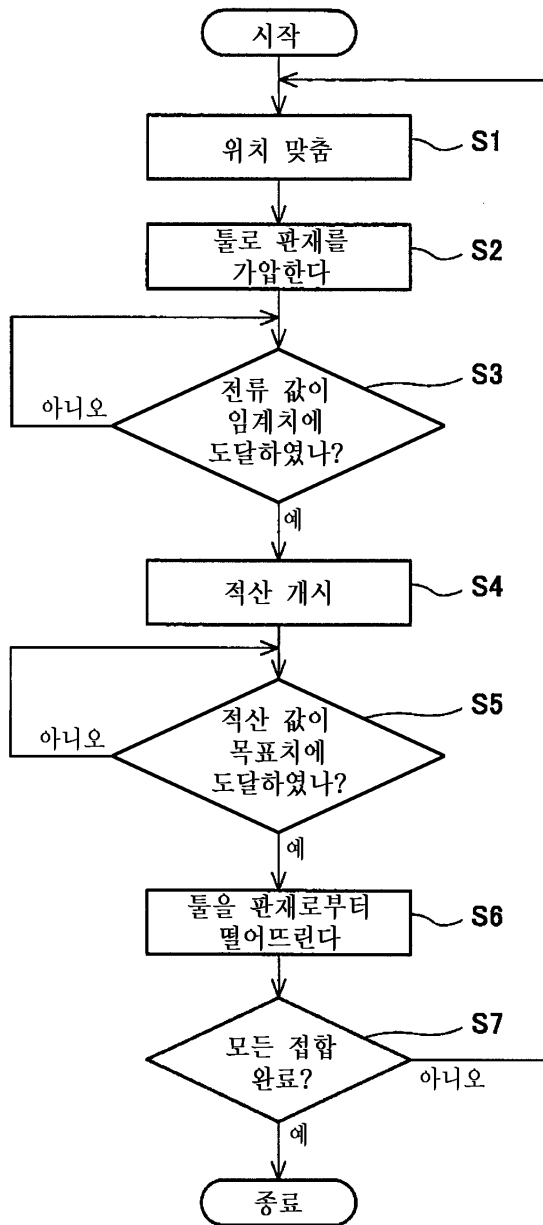 시작
위치 맞춤
S1
툴로 판재를
가압한다
S2
전류 값이
임계치에
도달하였나?
S3
아니오
예
적산 개시
S4
적산 값이
목표치에
도달하였나?
S5
아니오
예
툴을 판재로부터
떨어뜨린다
S6
모든 접합
완료?
S7
아니오
예
종료